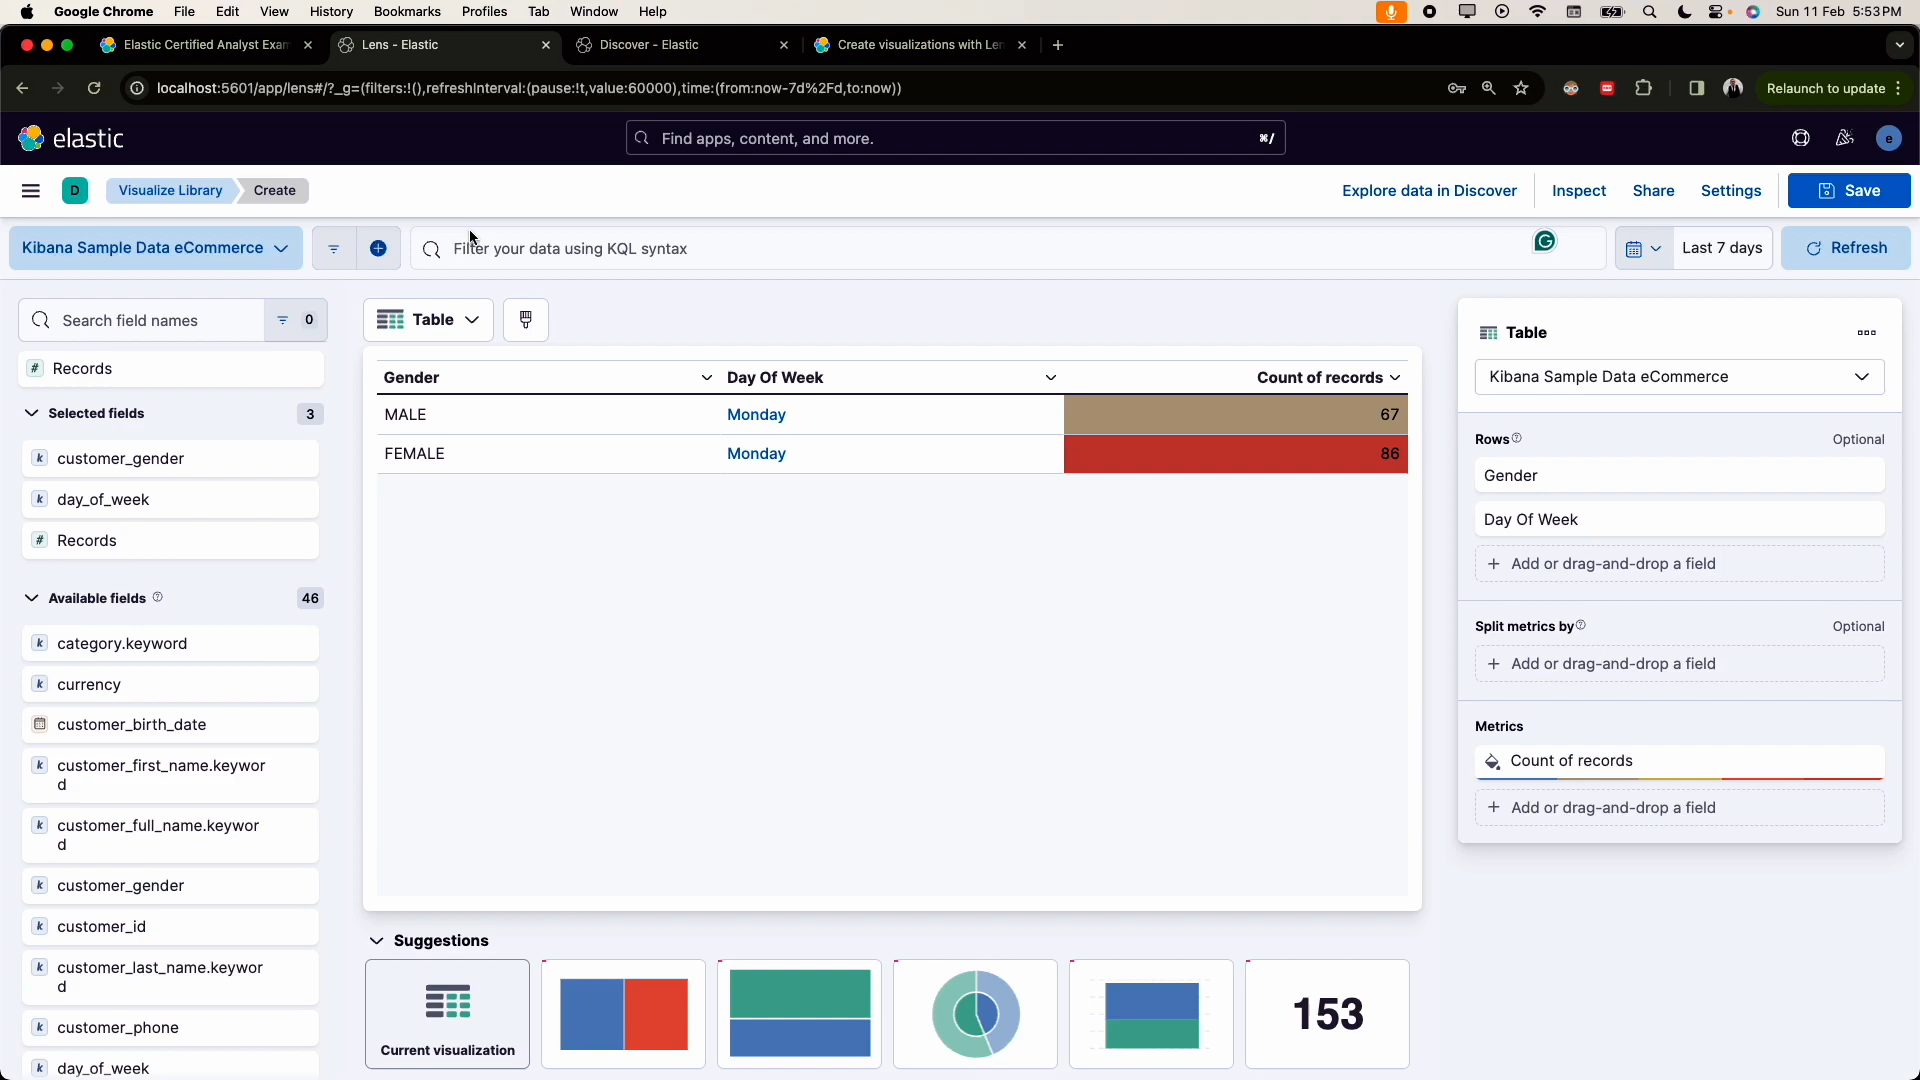 Google Chrome File Edit View History Bookmarks Profiles Tab Window Help Sun 11 Feb 5:53 PM
Elastic Certified Analyst Exam Lens - Elastic Discover - Elastic Create visualizations with Len
localhost:5601/app/lens#/?_g=(filters:!(),refreshInterval:(pause:!t,value:60000),time:(from:now-7d%2Fd,to:now)) Relaunch to update
elastic Find apps, content, and more. ⌘/ e
D Visualize Library Create Explore data in Discover Inspect Share Settings Save
Kibana Sample Data eCommerce Filter your data using KQL syntax Last 7 days Refresh
Search field names 0
# Records
Selected fields 3
k customer_gender
k day_of_week
# Records
Available fields 46
k category.keyword
k currency
customer_birth_date
k customer_first_name.keywor
d
k customer_full_name.keywor
d
k customer_gender
k customer_id
k customer_last_name.keywor
d
k customer_phone
k day_of_week
Table
Gender Day Of Week Count of records
MALE Monday 67
FEMALE Monday 86
Suggestions
Current visualization
153
Table
Kibana Sample Data eCommerce
Rows Optional
Gender
Day Of Week
+ Add or drag-and-drop a field
Split metrics by Optional
+ Add or drag-and-drop a field
Metrics
Count of records
+ Add or drag-and-drop a field